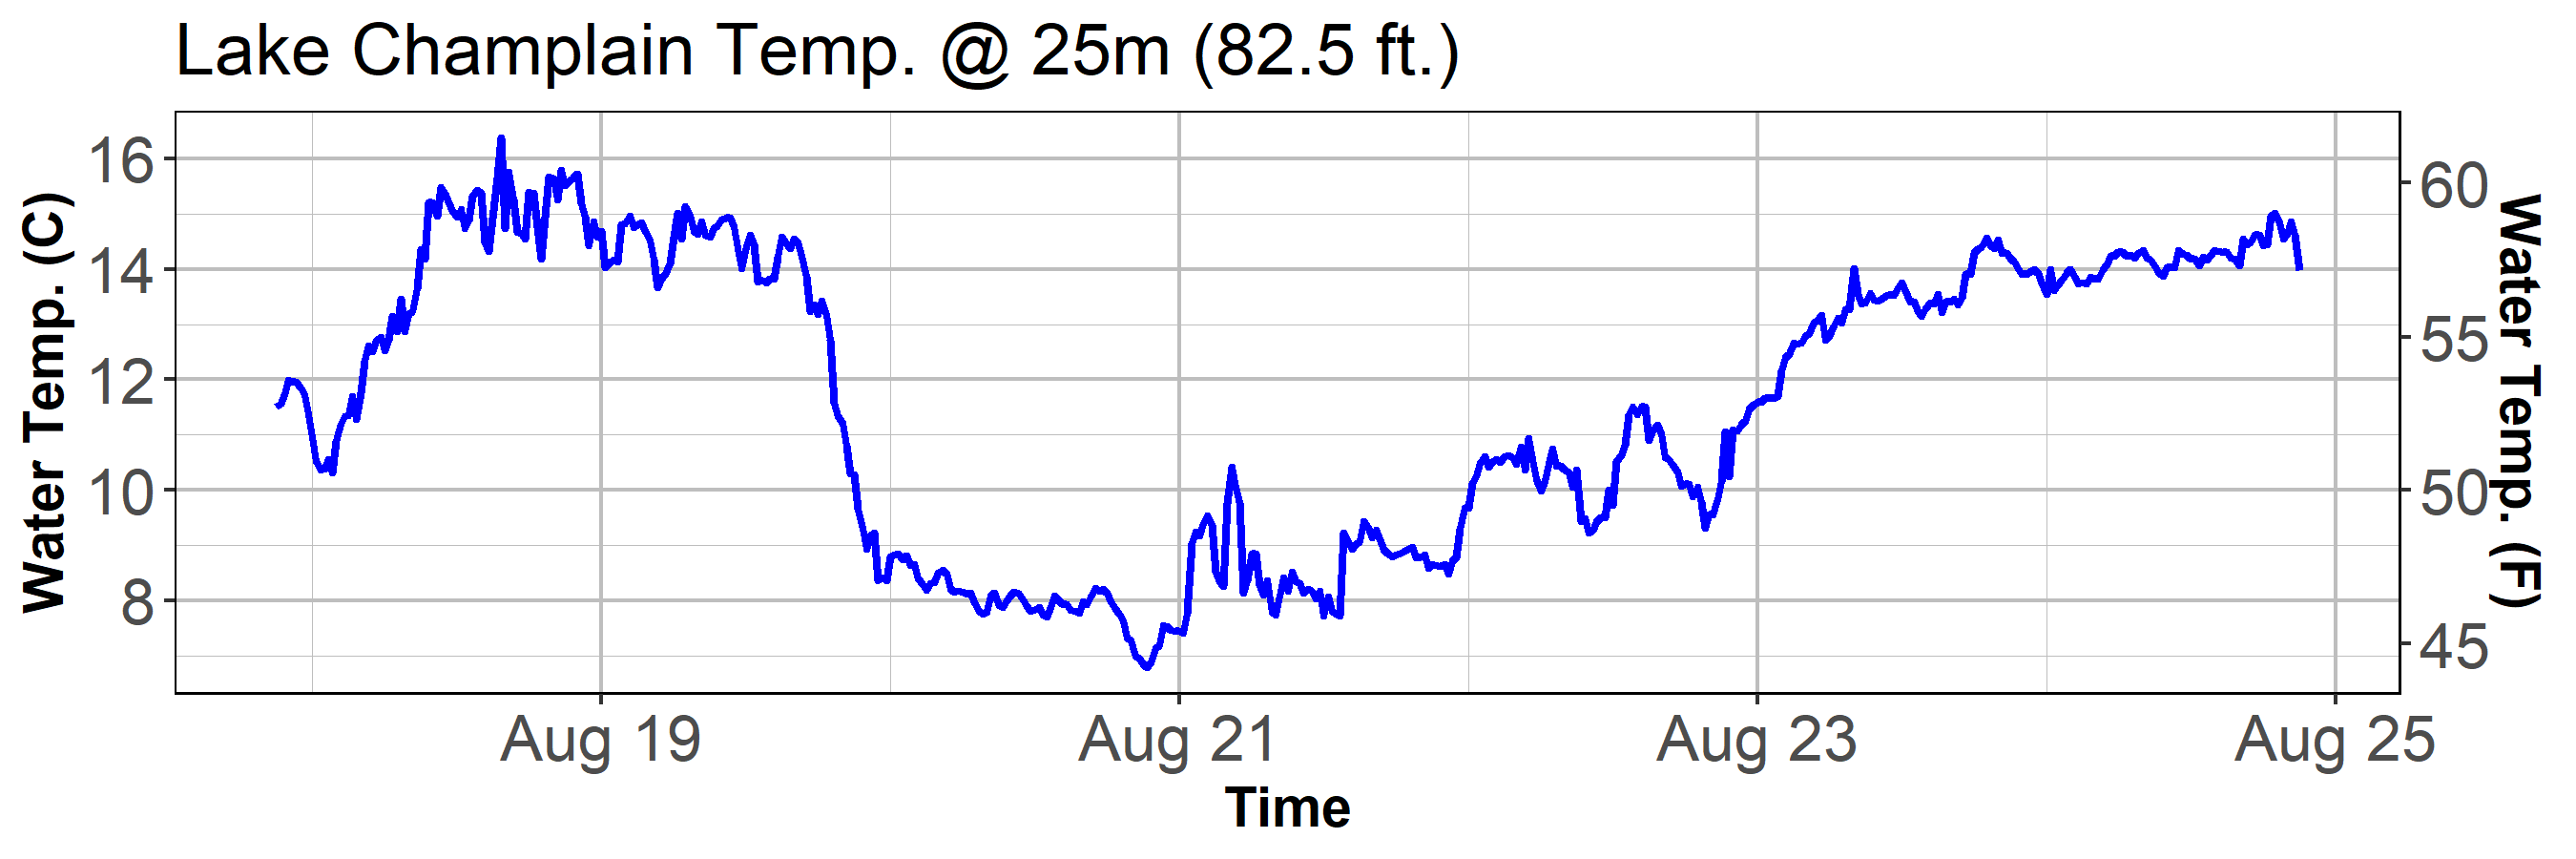 Lake Champlain Temp. @ 25m (82.5 ft.)
Water Temp. (C)
16
14
12
10
8
60
55
50
45
Water Temp. (F)
Aug 19
Aug 21
Aug 23
Aug 25
Time